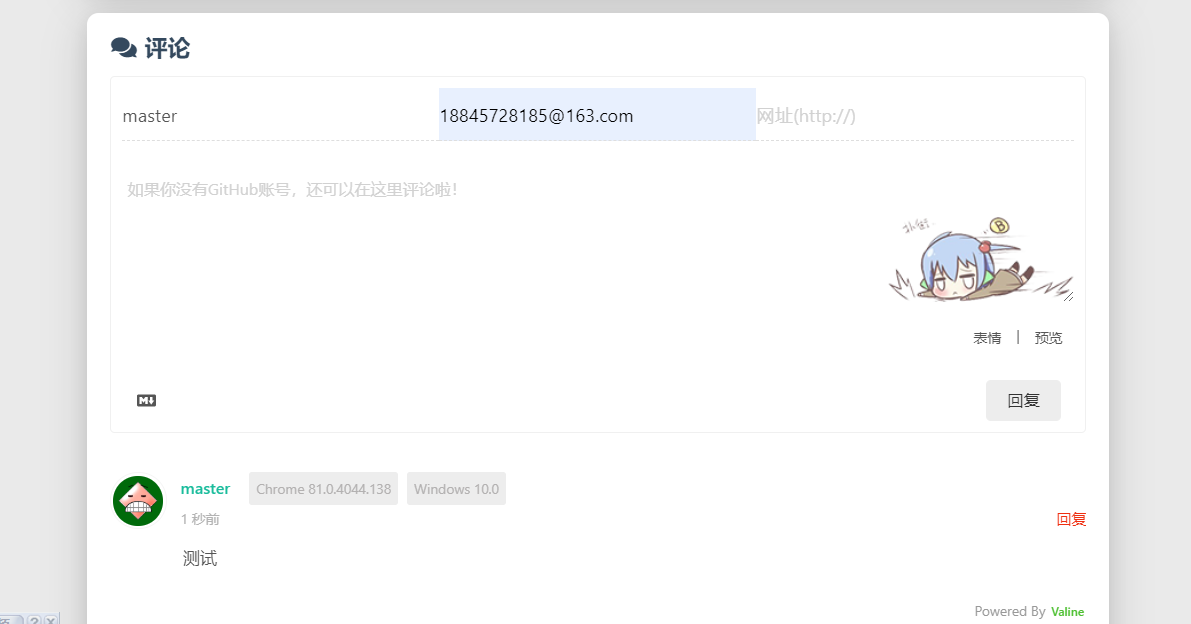 评论
master 18845728185@163.com 网址(http://)
如果你没有GitHub账号，还可以在这里评论啦！
表情 | 预览
M↓
回复
master Chrome 81.0.4044.138 Windows 10.0
1 秒前 回复
测试
Powered By Valine